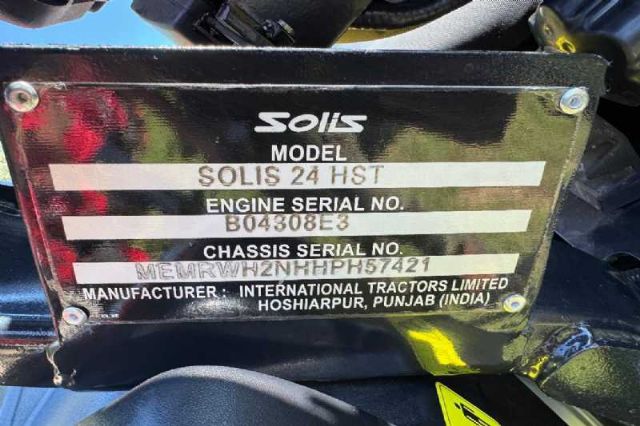 Solis
MODEL
SOLIS 24 HST
ENGINE SERIAL NO.
B04308E3
CHASSIS SERIAL NO.
MEMRWH2NHHPH57421
MANUFACTURER : INTERNATIONAL TRACTORS LIMITED
HOSHIARPUR, PUNJAB (INDIA)